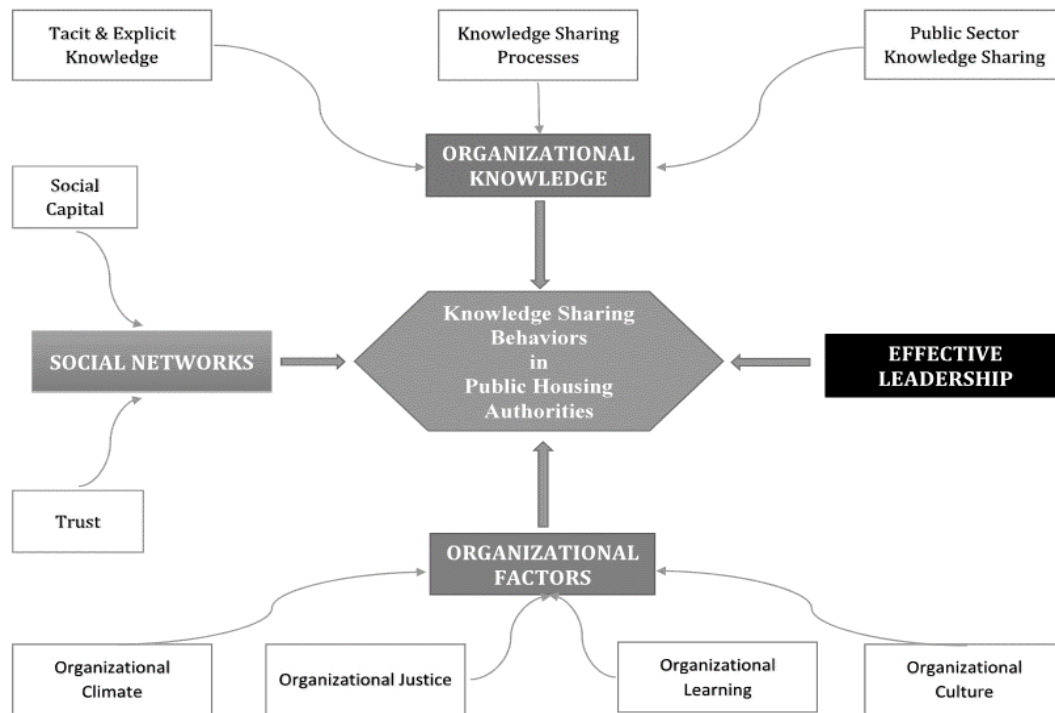 Tacit & Explicit
Knowledge
Knowledge Sharing
Processes
Public Sector
Knowledge Sharing
ORGANIZATIONAL
KNOWLEDGE
Social
Capital
Knowledge Sharing
Behaviors
in
Public Housing
Authorities
SOCIAL NETWORKS
EFFECTIVE
LEADERSHIP
Trust
ORGANIZATIONAL
FACTORS
Organizational
Climate
Organizational Justice
Organizational
Learning
Organizational
Culture